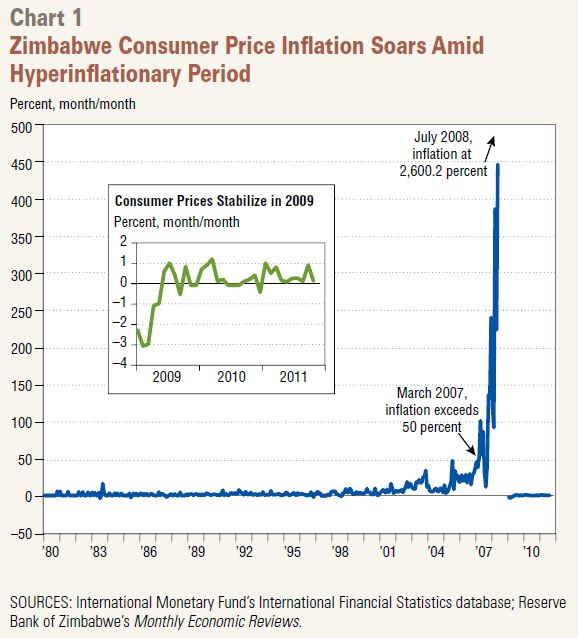 Chart 1
Zimbabwe Consumer Price Inflation Soars Amid
Hyperinflationary Period
Percent, month/month
500
450
400
350
300
250
200
150
100
50
0
–50
July 2008,
inflation at
2,600.2 percent
Consumer Prices Stabilize in 2009
Percent, month/month
2
1
0
–1
–2
–3
–4
2009 2010 2011
March 2007,
inflation exceeds
50 percent
'80 '83 '86 '89 '92 '95 '98 '01 '04 '07 '10
SOURCES: International Monetary Fund's International Financial Statistics database; Reserve
Bank of Zimbabwe's Monthly Economic Reviews.